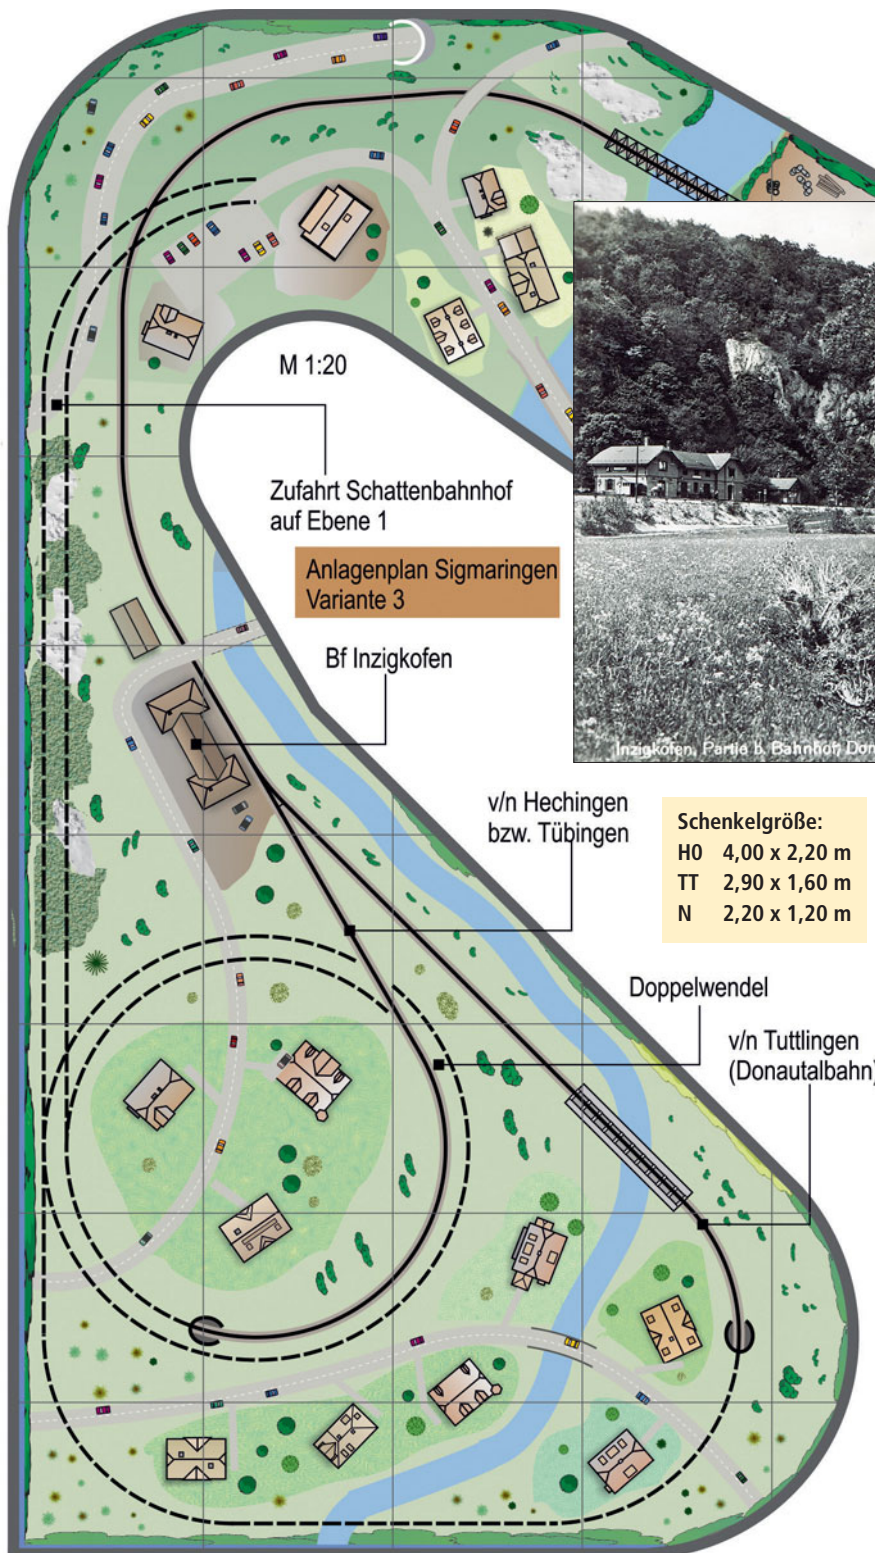 M 1:20
Zufahrt Schattenbahnhof
auf Ebene 1
Anlagenplan Sigmaringen
Variante 3
Bf Inzigkofen
Inzigkofen, Partie b. Bahnhof
v/n Hechingen
bzw. Tübingen
Schenkelgröße:
H0 4,00 x 2,20 m
TT 2,90 x 1,60 m
N 2,20 x 1,20 m
Doppelwendel
v/n Tuttlingen
(Donautalbahn)